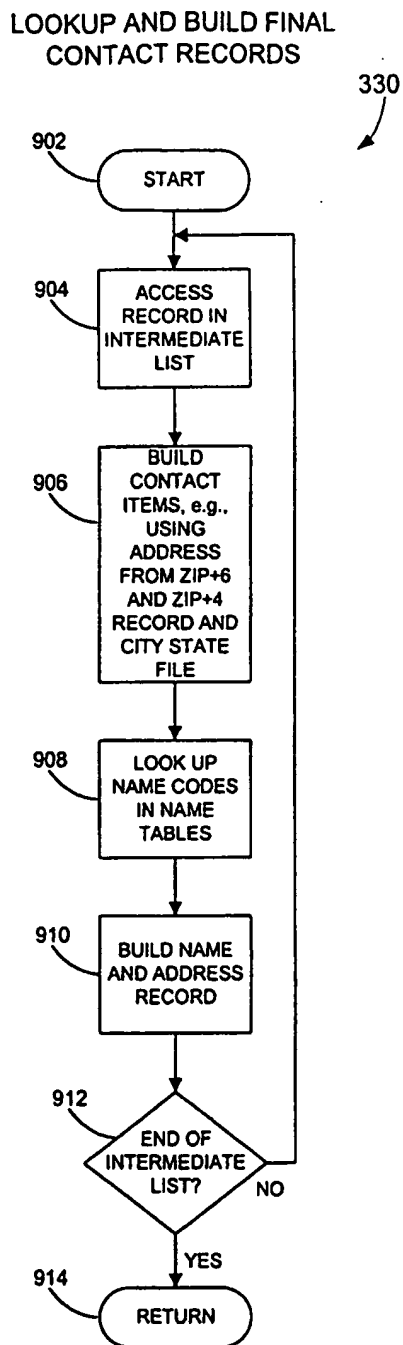 LOOKUP AND BUILD FINAL
CONTACT RECORDS
330
902
START
904
ACCESS
RECORD IN
INTERMEDIATE
LIST
906
BUILD
CONTACT
ITEMS, e.g.,
USING
ADDRESS
FROM ZIP+6
AND ZIP+4
RECORD AND
CITY STATE
FILE
908
LOOK UP
NAME CODES
IN NAME
TABLES
910
BUILD NAME
AND ADDRESS
RECORD
912
END OF
INTERMEDIATE
LIST?
NO
YES
914
RETURN